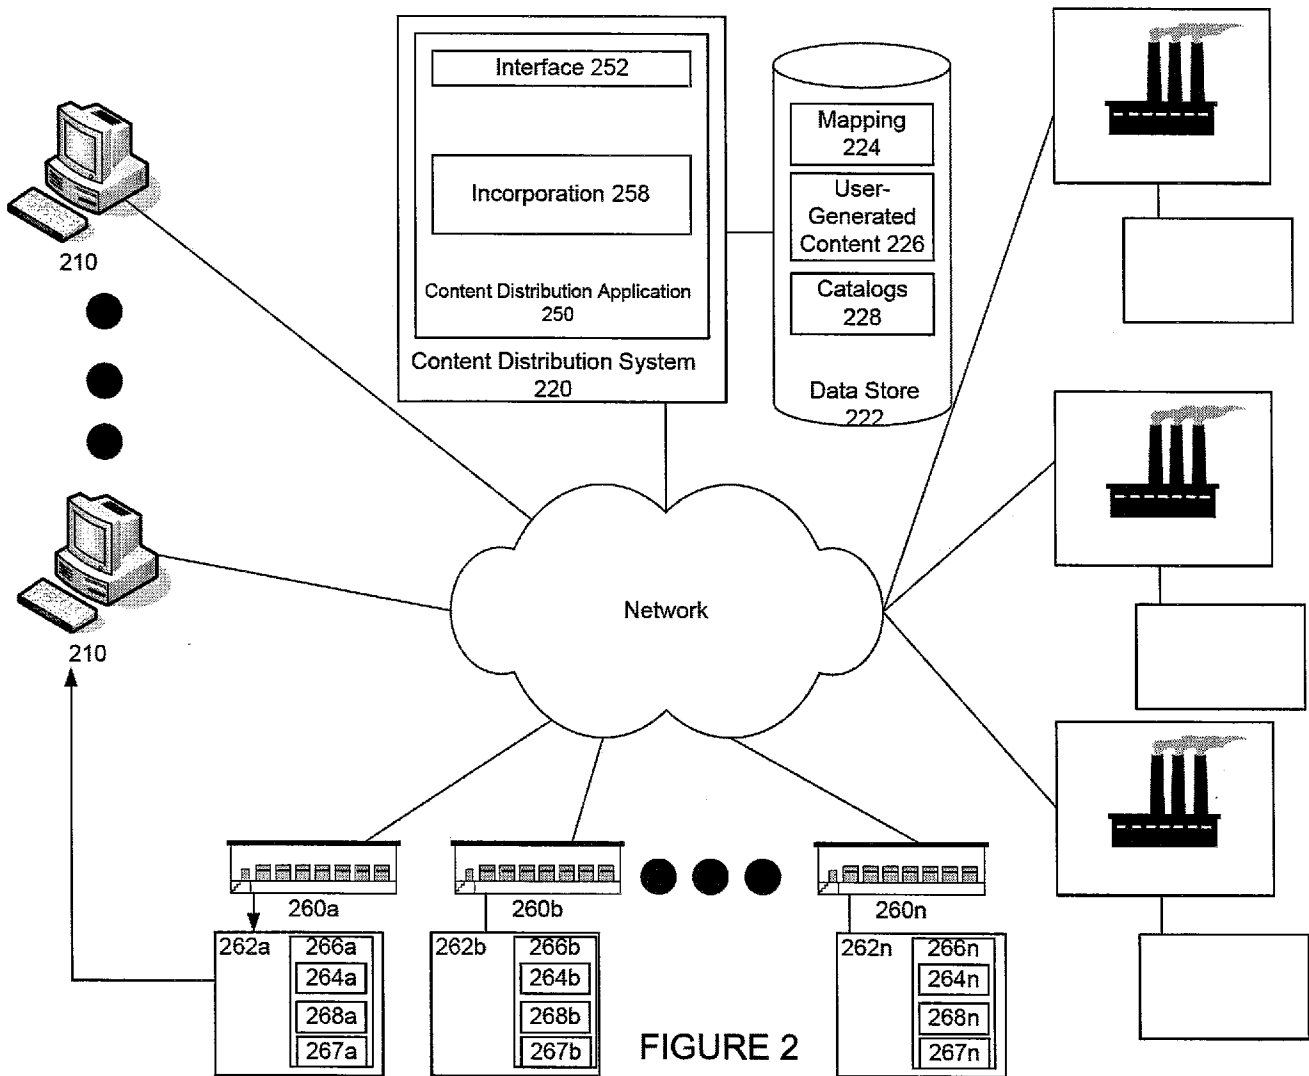 Interface 252
Incorporation 258
Content Distribution Application
250
Content Distribution System
220
Mapping
224
User-
Generated
Content 226
Catalogs
228
Data Store
222
210
210
Network
260a
260b
260n
262a
266a
264a
268a
267a
262b
266b
264b
268b
267b
262n
266n
264n
268n
267n
FIGURE 2